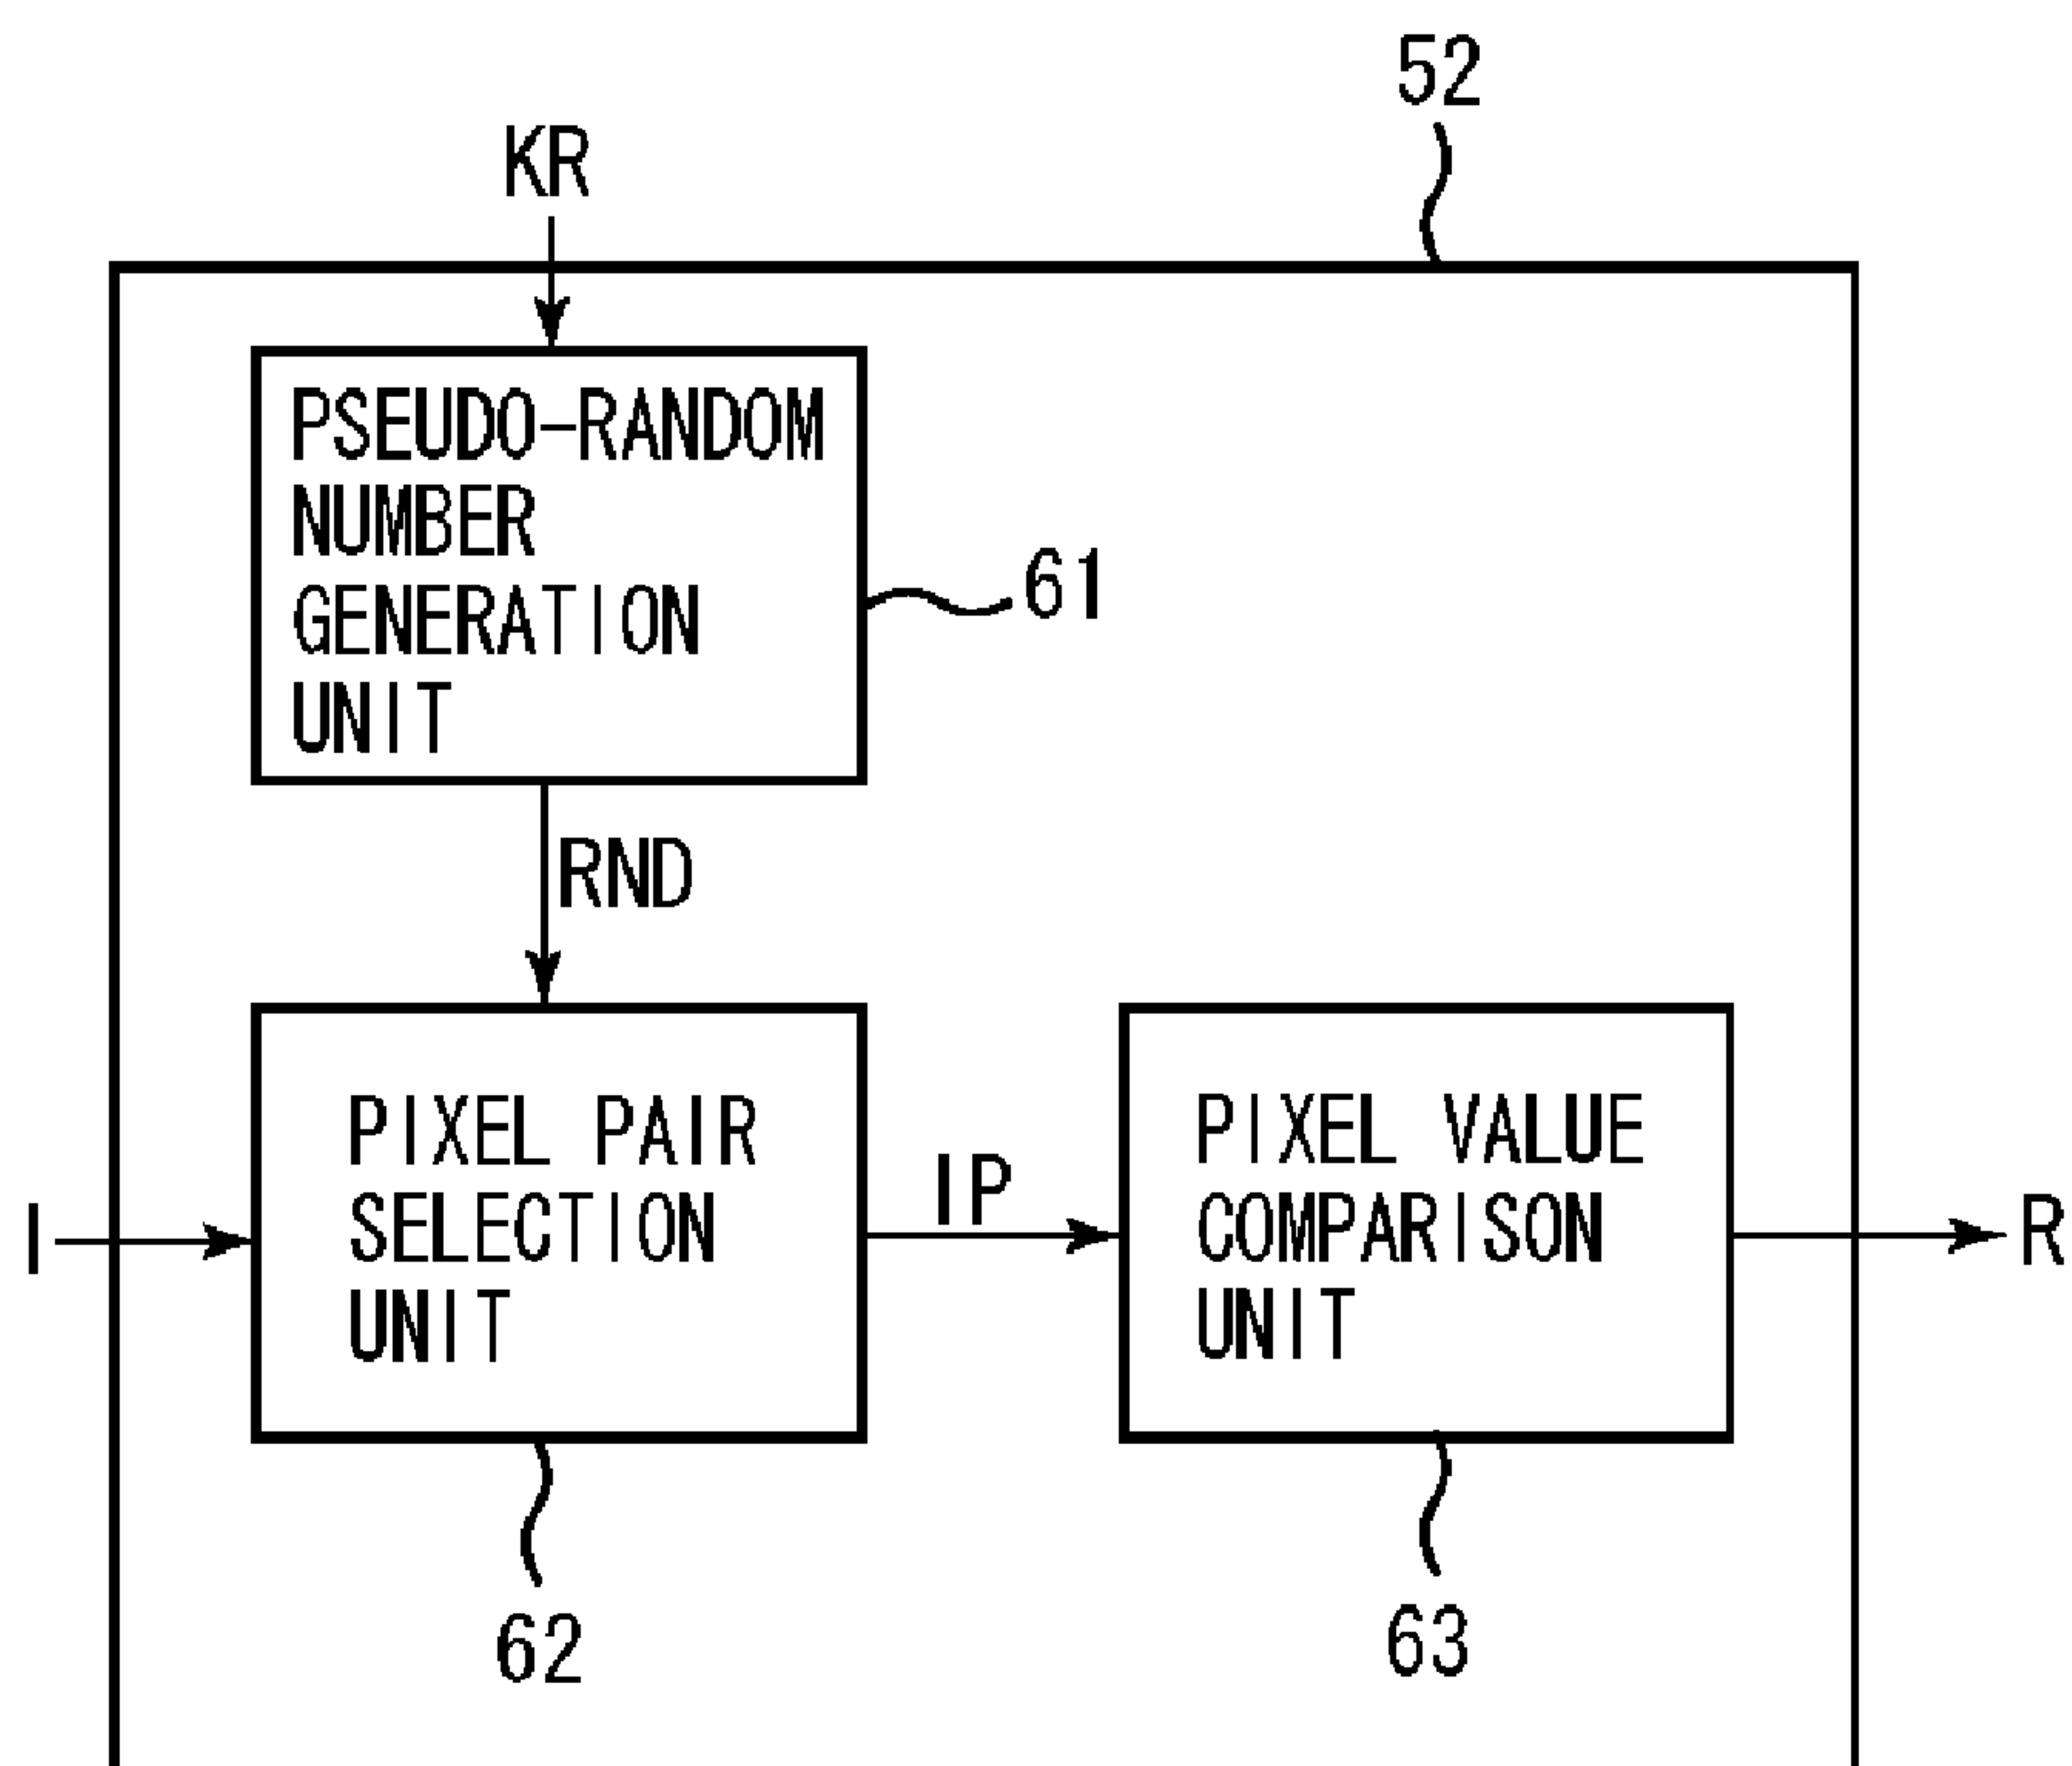 52
KR
PSEUDO-RANDOM
NUMBER
GENERATION
UNIT
61
RND
PIXEL PAIR
SELECTION
UNIT
IP
PIXEL VALUE
COMPARISON
UNIT
I
R
62
63